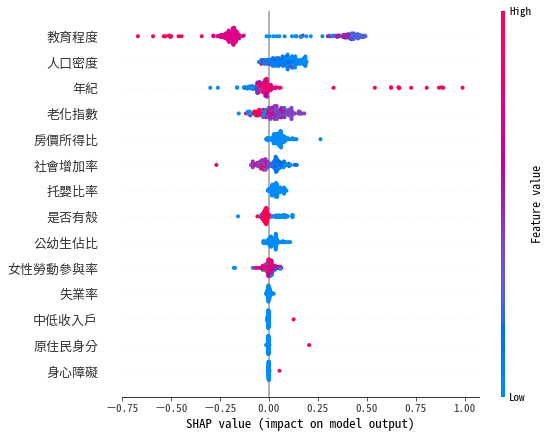 High
教育程度
人口密度
年紀
老化指數
房價所得比
社會增加率
托嬰比率
是否有殼
公幼生佔比
女性勞動參與率
失業率
中低收入戶
原住民身分
身心障礙
Feature value
Low
−0.75 −0.50 −0.25 0.00 0.25 0.50 0.75 1.00
SHAP value (impact on model output)